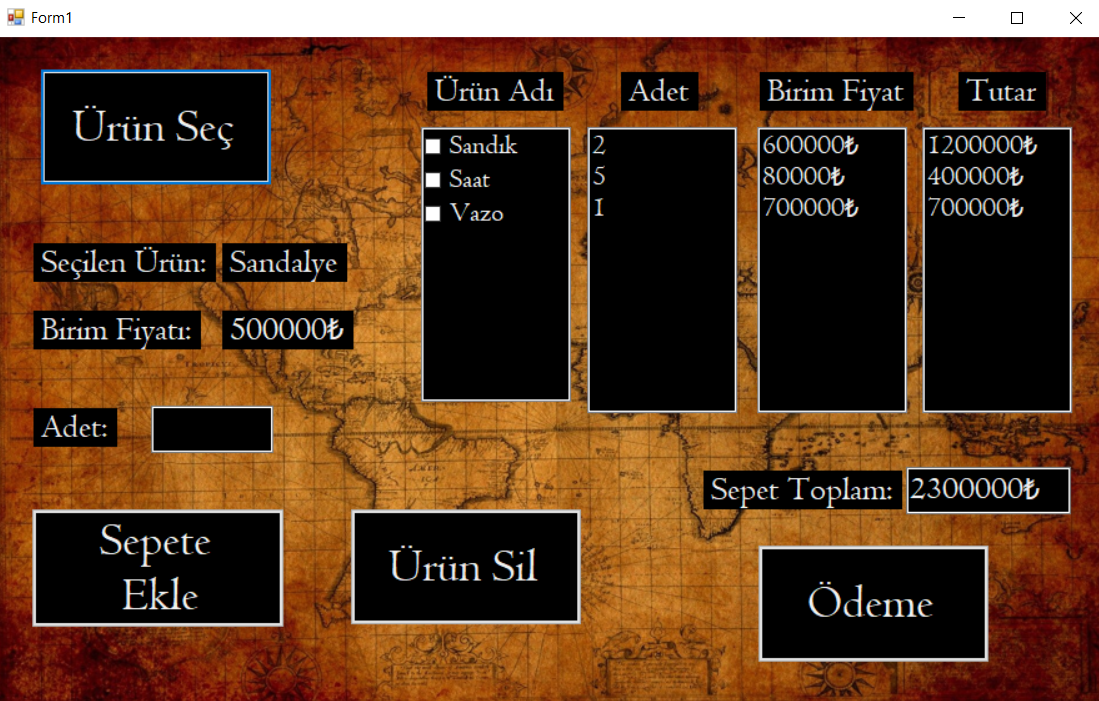 Form1
Ürün Seç
Seçilen Ürün: Sandalye
Birim Fiyatı: 500000₺
Adet:
Sepete
Ekle
Ürün Sil
Ürün Adı Adet Birim Fiyat Tutar
Sandık 2 600000₺ 1200000₺
Saat 5 80000₺ 400000₺
Vazo 1 700000₺ 700000₺
Sepet Toplam: 2300000₺
Ödeme